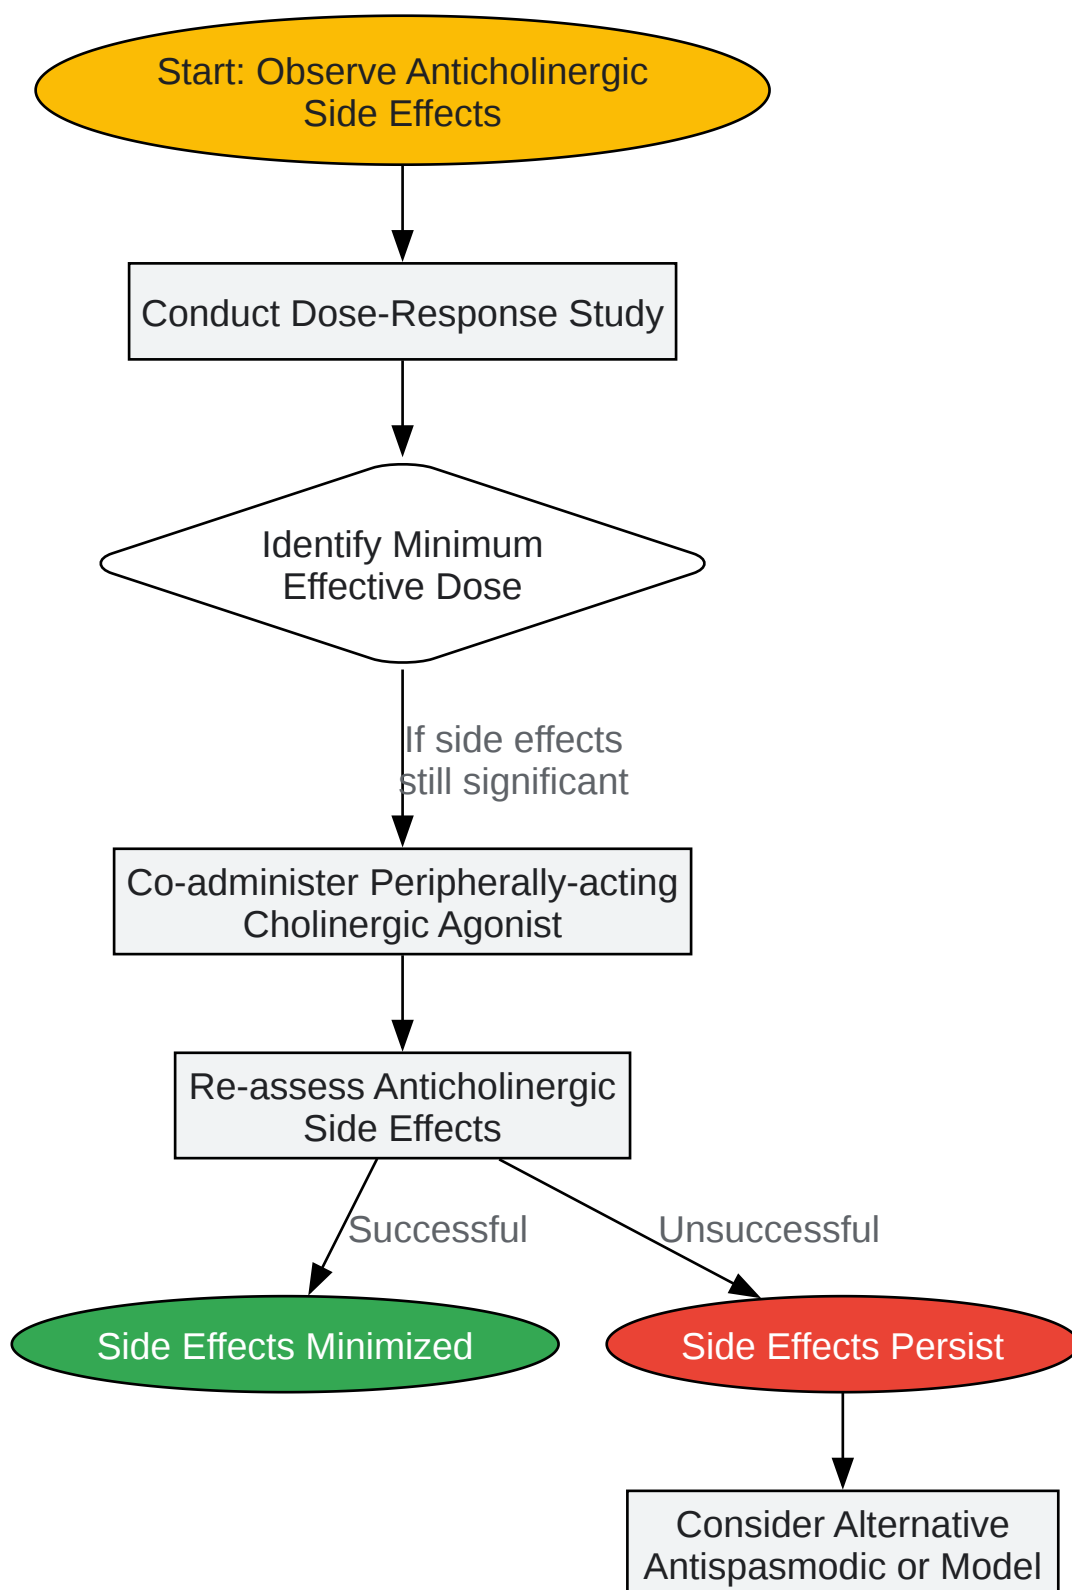 Start: Observe Anticholinergic
Side Effects
Conduct Dose-Response Study
Identify Minimum
Effective Dose
If side effects
still significant
Co-administer Peripherally-acting
Cholinergic Agonist
Re-assess Anticholinergic
Side Effects
Successful
Unsuccessful
Side Effects Minimized
Side Effects Persist
Consider Alternative
Antispasmodic or Model